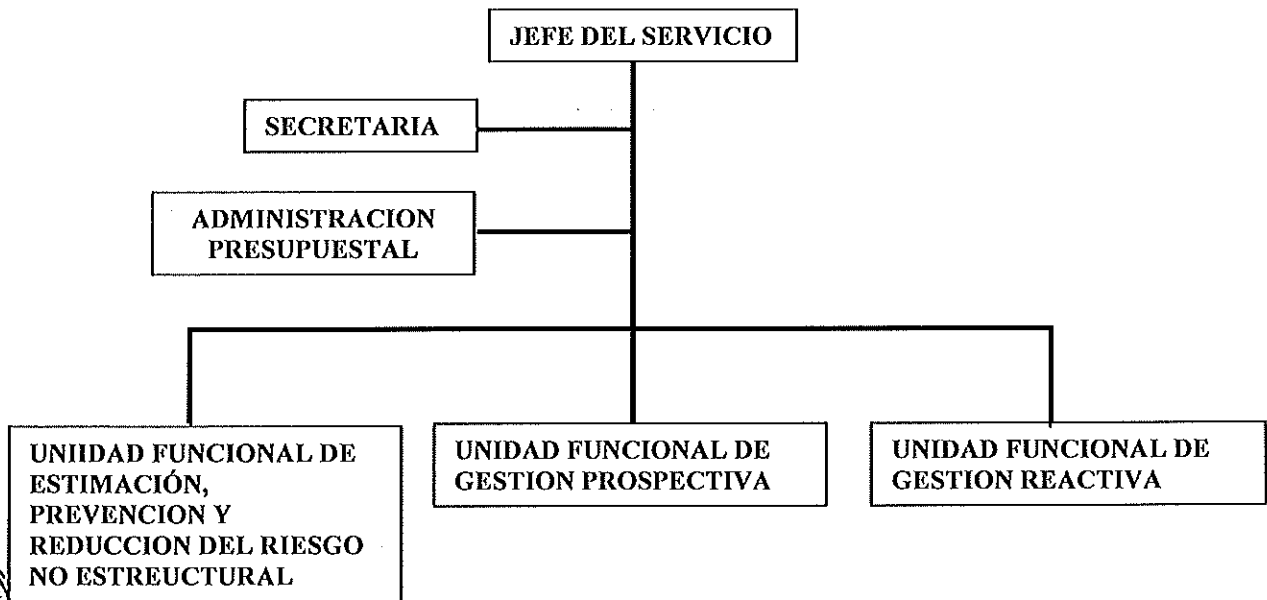 JEFE DEL SERVICIO
SECRETARIA
ADMINISTRACION
PRESUPUESTAL
UNIIDAD FUNCIONAL DE
ESTIMACIÓN,
PREVENCION Y
REDUCCION DEL RIESGO
NO ESTREUCTURAL
UNIDAD FUNCIONAL DE
GESTION PROSPECTIVA
UNIDAD FUNCIONAL DE
GESTION REACTIVA